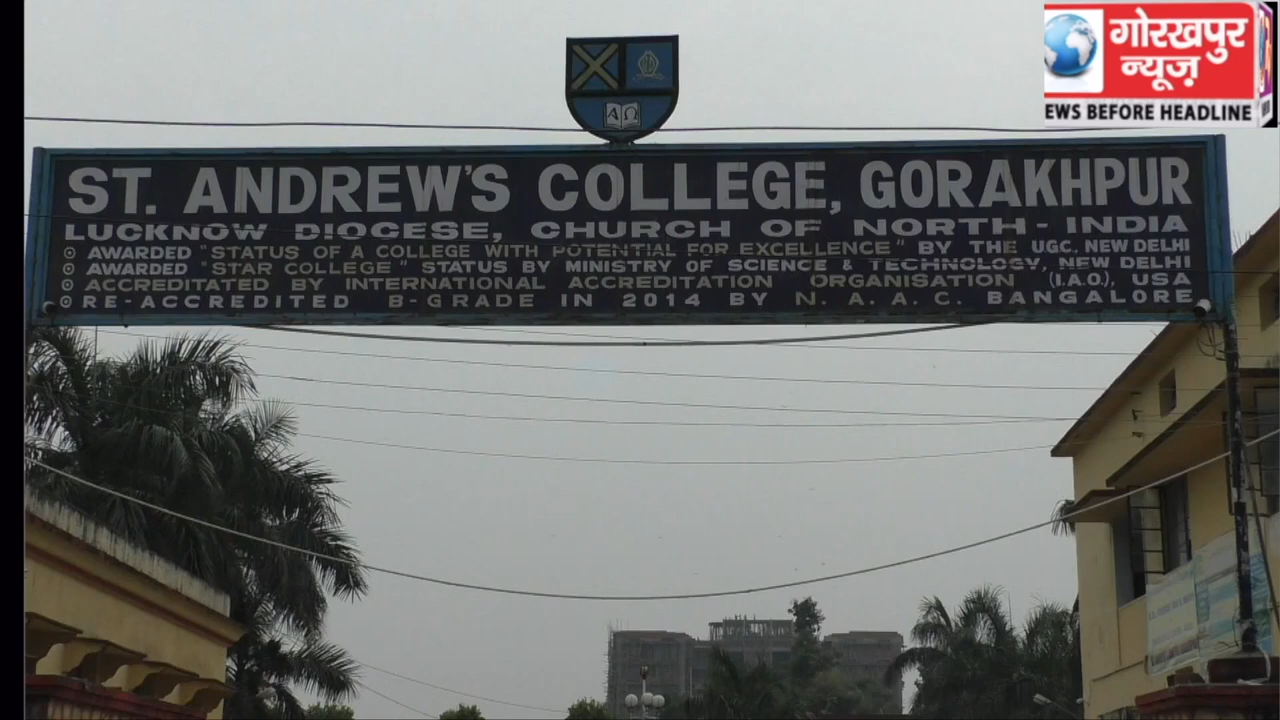 गोरखपुर
न्यूज़
EWS BEFORE HEADLINE
Α Ω
ST. ANDREW'S COLLEGE, GORAKHPUR
LUCKNOW DIOCESE, CHURCH OF NORTH-INDIA
AWARDED "STATUS OF A COLLEGE WITH POTENTIAL FOR EXCELLENCE" BY THE UGC, NEW DELHI
AWARDED "STAR COLLEGE" STATUS BY MINISTRY OF SCIENCE & TECHNOLOGY, NEW DELHI
ACCREDITATED BY INTERNATIONAL ACCREDITATION ORGANISATION (I.A.O.), USA
RE-ACCREDITED B-GRADE IN 2014 BY N.A.A.C. BANGALORE